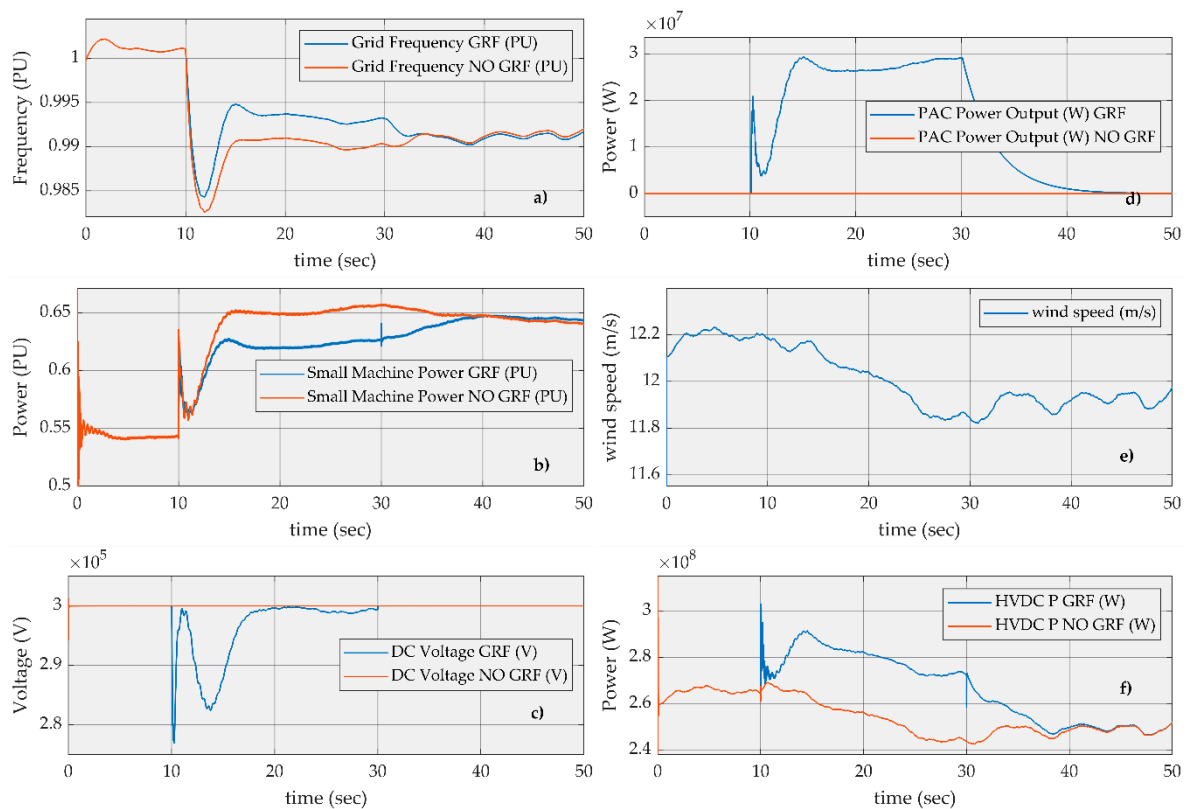 Frequency (PU)
1
0.995
0.99
0.985
Grid Frequency GRF (PU)
Grid Frequency NO GRF (PU)
a)
0 10 20 30 40 50
time (sec)
×10⁷
Power (W)
3
2
1
0
PAC Power Output (W) GRF
PAC Power Output (W) NO GRF
d)
0 10 20 30 40 50
time (sec)
Power (PU)
0.65
0.6
0.55
0.5
Small Machine Power GRF (PU)
Small Machine Power NO GRF (PU)
b)
0 10 20 30 40 50
time (sec)
wind speed (m/s)
12.2
12
11.8
11.6
wind speed (m/s)
e)
0 10 20 30 40 50
time (sec)
×10⁵
Voltage (V)
3
2.9
2.8
DC Voltage GRF (V)
DC Voltage NO GRF (V)
c)
0 10 20 30 40 50
time (sec)
×10⁸
Power (W)
3
2.8
2.6
2.4
HVDC P GRF (W)
HVDC P NO GRF (W)
f)
0 10 20 30 40 50
time (sec)